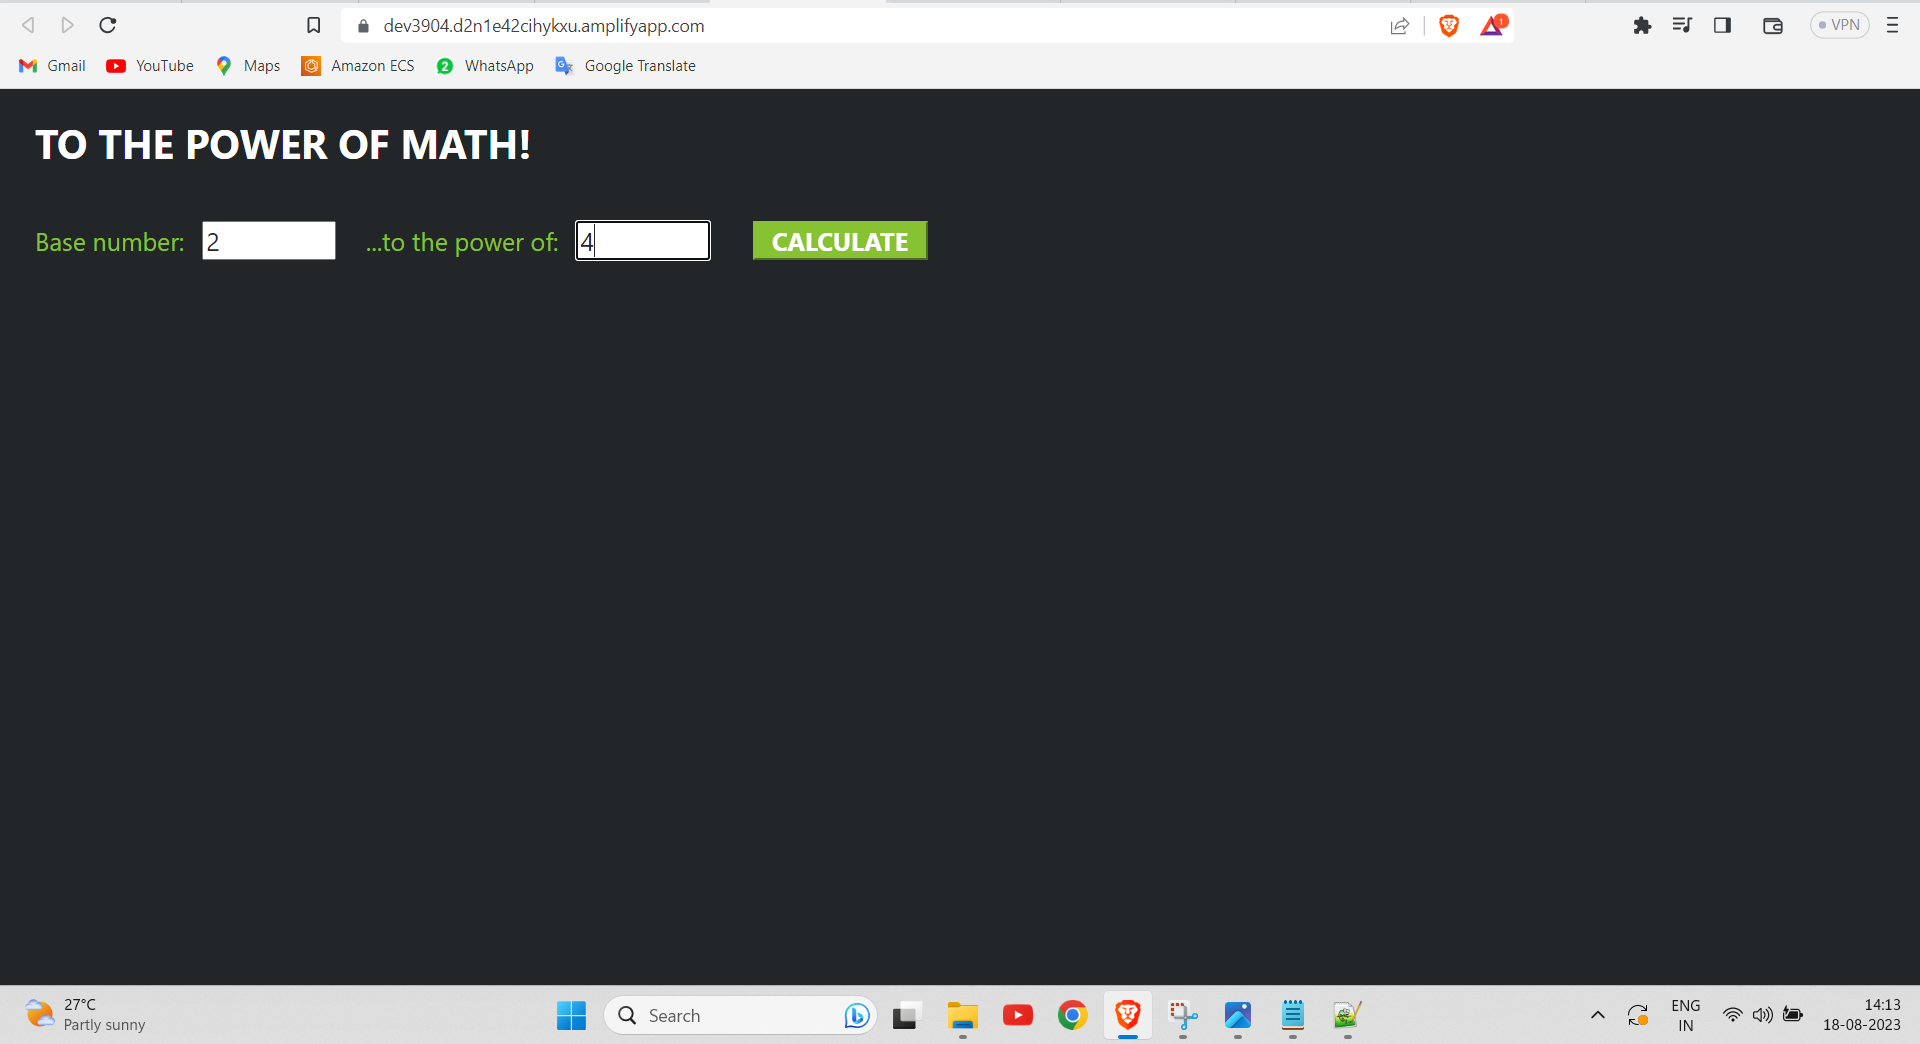 dev3904.d2n1e42cihykxu.amplifyapp.com 1 VPN
Gmail YouTube Maps Amazon ECS 2 WhatsApp Google Translate
TO THE POWER OF MATH!
Base number: 2 ...to the power of: 4 CALCULATE
27°C
Partly sunny
Search
ENG
IN
14:13
18-08-2023